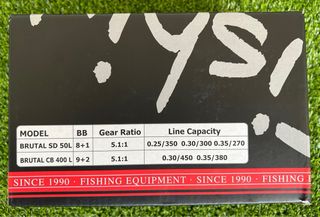 ysi
MODEL BB Gear Ratio Line Capacity
BRUTAL SD 50L 8+1 5.1:1 0.25/350 0.30/300 0.35/270
BRUTAL CB 400 L 9+2 5.1:1 0.30/450 0.35/380
SINCE 1990 · FISHING EQUIPMENT · SINCE 1990 · FISHING